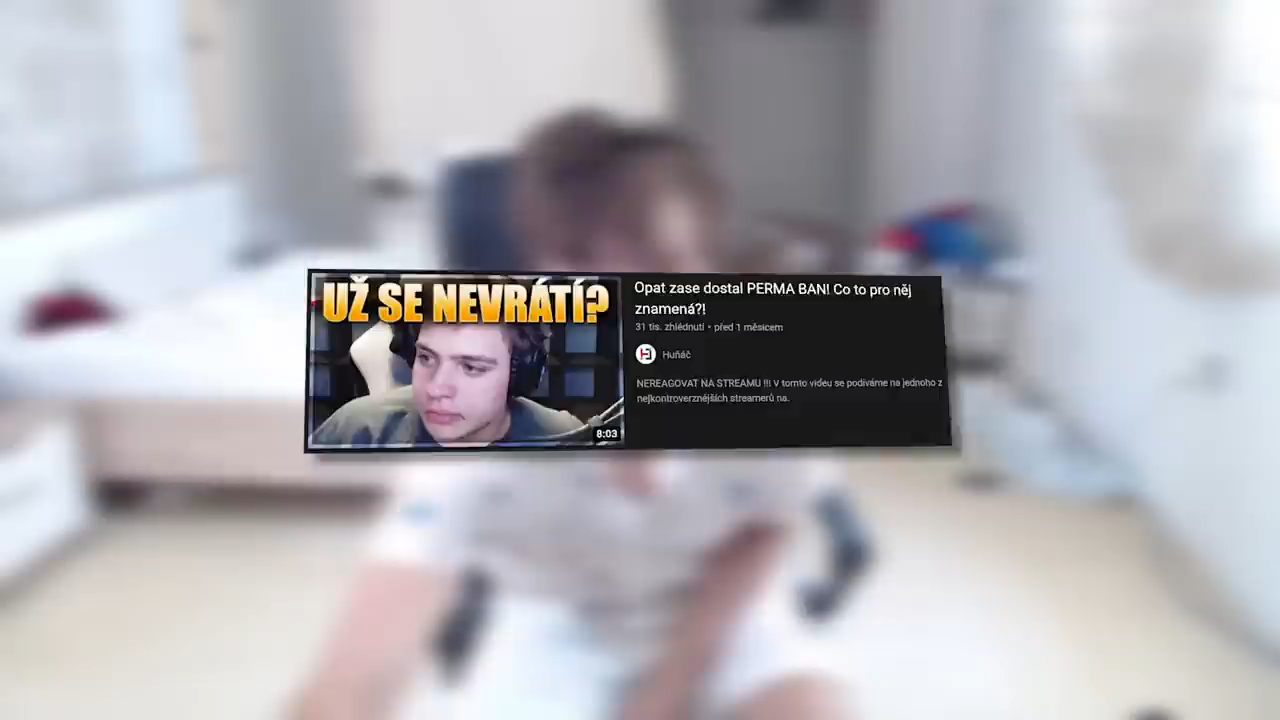 UŽ SE NEVRÁTÍ?
8:03
Opat zase dostal PERMA BAN! Co to pro něj
znamená?!
31 tis. zhlédnutí • před 1 měsícem
Huňáč
NEREAGOVAT NA STREAMU !!! V tomto videu se podíváme na jednoho z
nejkontroverznějších streamerů na.